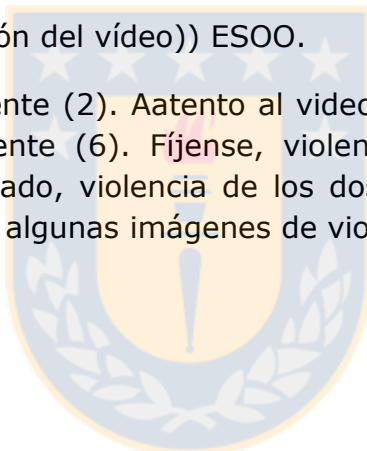 ón del vídeo)) ESOO.
ente (2). Aatento al video
ente (6). Fíjense, violen
ado, violencia de los dos
algunas imágenes de vio